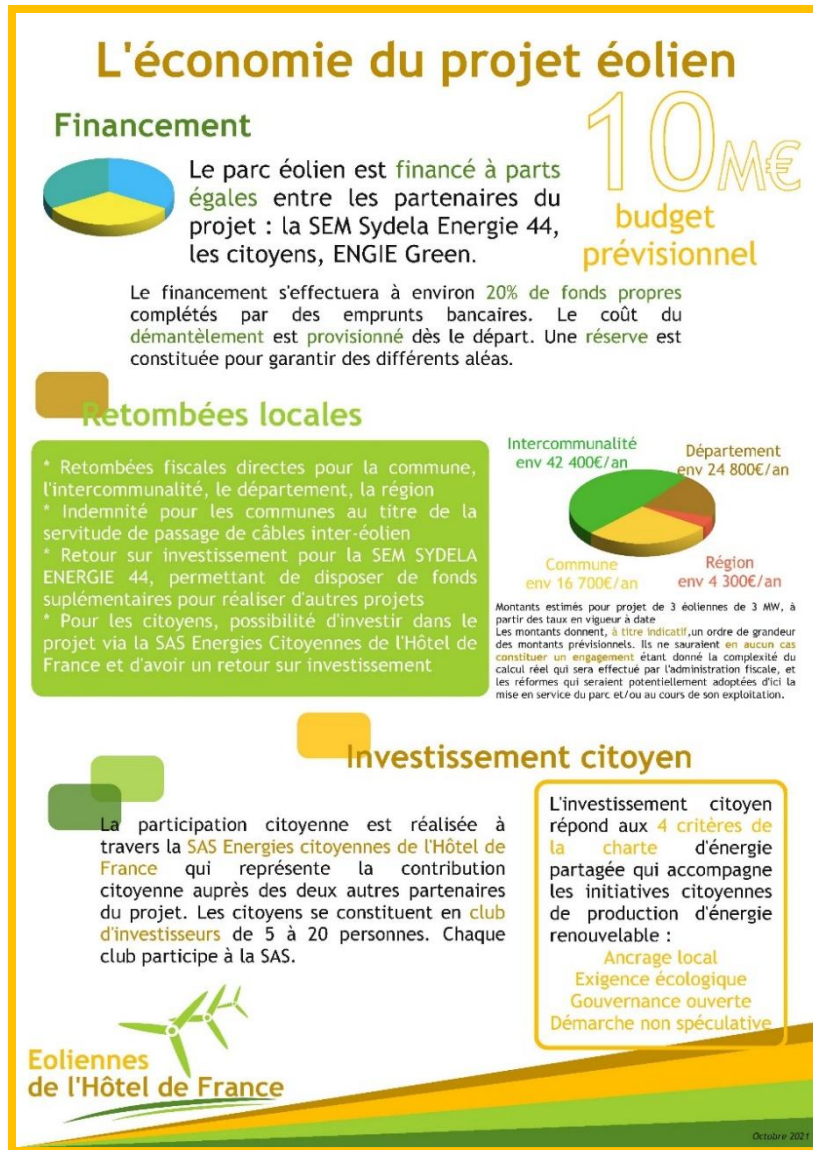 L'économie du projet éolien
Financement
Le parc éolien est financé à parts
égales entre les partenaires du
projet : la SEM Sydela Energie 44,
les citoyens, ENGIE Green.
10M€
budget
prévisionnel
Le financement s'effectuera à environ 20% de fonds propres
complétés par des emprunts bancaires. Le coût du
démantèlement est provisionné dès le départ. Une réserve est
constituée pour garantir des différents aléas.
Retombées locales
* Retombées fiscales directes pour la commune,
l'intercommunalité, le département, la région
* Indemnité pour les communes au titre de la
servitude de passage de câbles inter-éolien
* Retour sur investissement pour la SEM SYDELA
ENERGIE 44, permettant de disposer de fonds
suplémentaires pour réaliser d'autres projets
* Pour les citoyens, possibilité d'investir dans le
projet via la SAS Energies Citoyennes de l'Hôtel de
France et d'avoir un retour sur investissement
Intercommunalité
env 42 400€/an
Département
env 24 800€/an
Commune
env 16 700€/an
Région
env 4 300€/an
Montants estimés pour projet de 3 éoliennes de 3 MW, à
partir des taux en vigueur à date
Les montants donnent, à titre indicatif,un ordre de grandeur
des montants prévisionnels. Ils ne sauraient en aucun cas
constituer un engagement étant donné la complexité du
calcul réel qui sera effectué par l'administration fiscale, et
les réformes qui seraient potentiellement adoptées d'ici la
mise en service du parc et/ou au cours de son exploitation.
Investissement citoyen
La participation citoyenne est réalisée à
travers la SAS Energies citoyennes de l'Hôtel de
France qui représente la contribution
citoyenne auprès des deux autres partenaires
du projet. Les citoyens se constituent en club
d'investisseurs de 5 à 20 personnes. Chaque
club participe à la SAS.
L'investissement citoyen
répond aux 4 critères de
la charte d'énergie
partagée qui accompagne
les initiatives citoyennes
de production d'énergie
renouvelable :
Ancrage local
Exigence écologique
Gouvernance ouverte
Démarche non spéculative
Eoliennes
de l'Hôtel de France
Octobre 2021